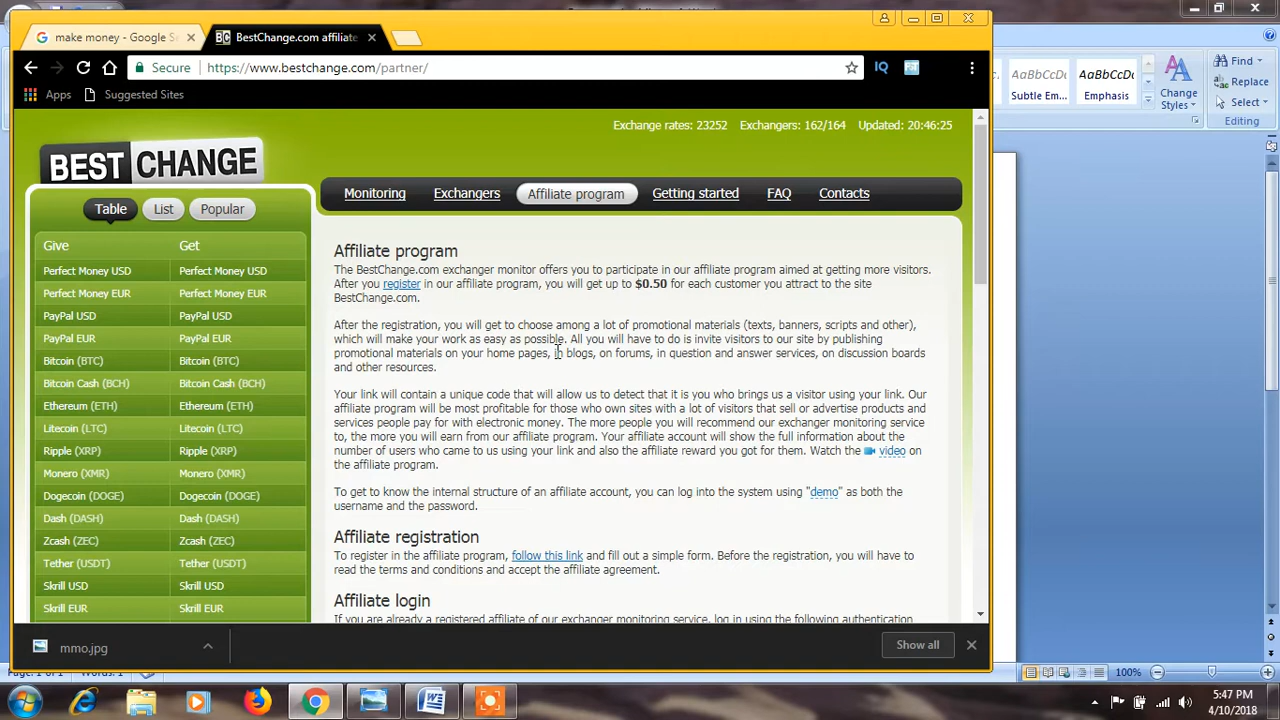 make money - Google Se
BestChange.com affiliate
Secure
https://www.bestchange.com/partner/
IQ
Apps
Suggested Sites
Exchange rates: 23252
Exchangers: 162/164
Updated: 20:46:25
BEST CHANGE
Monitoring
Exchangers
Affiliate program
Getting started
FAQ
Contacts
Table
List
Popular
Give
Get
Perfect Money USD
Perfect Money USD
Perfect Money EUR
Perfect Money EUR
PayPal USD
PayPal USD
PayPal EUR
PayPal EUR
Bitcoin (BTC)
Bitcoin (BTC)
Bitcoin Cash (BCH)
Bitcoin Cash (BCH)
Ethereum (ETH)
Ethereum (ETH)
Litecoin (LTC)
Litecoin (LTC)
Ripple (XRP)
Ripple (XRP)
Monero (XMR)
Monero (XMR)
Dogecoin (DOGE)
Dogecoin (DOGE)
Dash (DASH)
Dash (DASH)
Zcash (ZEC)
Zcash (ZEC)
Tether (USDT)
Tether (USDT)
Skrill USD
Skrill USD
Skrill EUR
Skrill EUR
Affiliate program
The BestChange.com exchanger monitor offers you to participate in our affiliate program aimed at getting more visitors.
After you register in our affiliate program, you will get up to $0.50 for each customer you attract to the site
BestChange.com.
After the registration, you will get to choose among a lot of promotional materials (texts, banners, scripts and other),
which will make your work as easy as possible. All you will have to do is invite visitors to our site by publishing
promotional materials on your home pages, in blogs, on forums, in question and answer services, on discussion boards
and other resources.
Your link will contain a unique code that will allow us to detect that it is you who brings us a visitor using your link. Our
affiliate program will be most profitable for those who own sites with a lot of visitors that sell or advertise products and
services people pay for with electronic money. The more people you will recommend our exchanger monitoring service
to, the more you will earn from our affiliate program. Your affiliate account will show the full information about the
number of users who came to us using your link and also the affiliate reward you got for them. Watch the video on
the affiliate program.
To get to know the internal structure of an affiliate account, you can log into the system using "demo" as both the
username and the password.
Affiliate registration
To register in the affiliate program, follow this link and fill out a simple form. Before the registration, you will have to
read the terms and conditions and accept the affiliate agreement.
Affiliate login
If you are already a registered affiliate of our exchanger monitoring service, log in using the following authentication
mmo.jpg
Show all
AaBbCcDc
AaBbCcDc
Subtle Em...
Emphasis
Change
Styles
Find
Replace
Select
Editing
100%
5:47 PM
4/10/2018